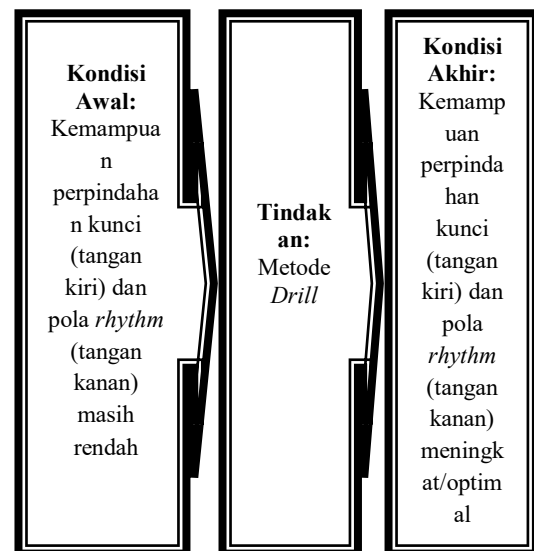 Kondisi
Awal:
Kemampua
n
perpindaha
n kunci
(tangan
kiri) dan
pola rhythm
(tangan
kanan)
masih
rendah
Tindak
an:
Metode
Drill
Kondisi
Akhir:
Kemamp
uan
perpinda
han
kunci
(tangan
kiri) dan
pola
rhythm
(tangan
kanan)
meningk
at/optim
al